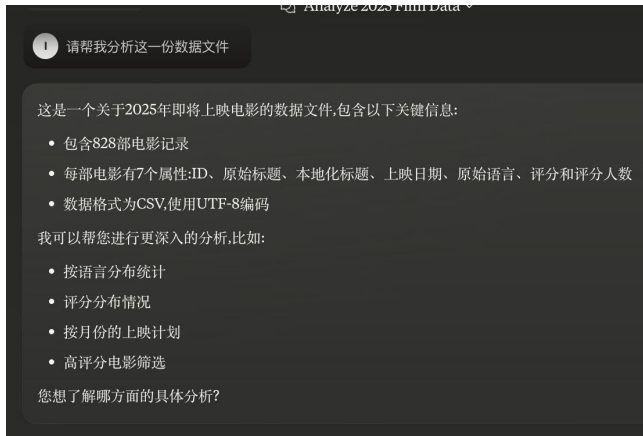 Analyze 2025 Film Data
I
请帮我分析这一份数据文件
这是一个关于2025年即将上映电影的数据文件,包含以下关键信息:
• 包含828部电影记录
• 每部电影有7个属性:ID、原始标题、本地化标题、上映日期、原始语言、评分和评分人数
• 数据格式为CSV,使用UTF-8编码
我可以帮您进行更深入的分析,比如:
• 按语言分布统计
• 评分分布情况
• 按月份的上映计划
• 高评分电影筛选
您想了解哪方面的具体分析?